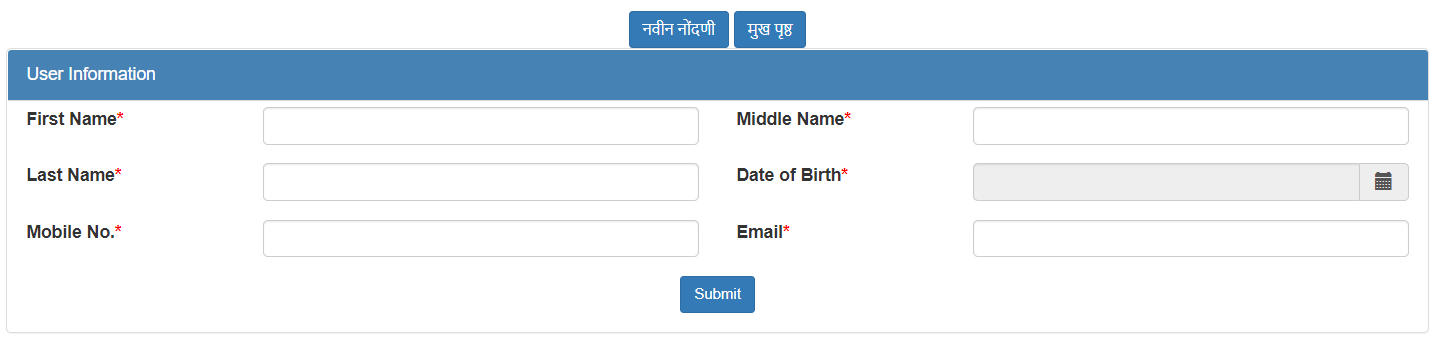 नवीन नोंदणी मुख पृष्ठ
User Information
First Name* Middle Name*
Last Name* Date of Birth*
Mobile No.* Email*
Submit